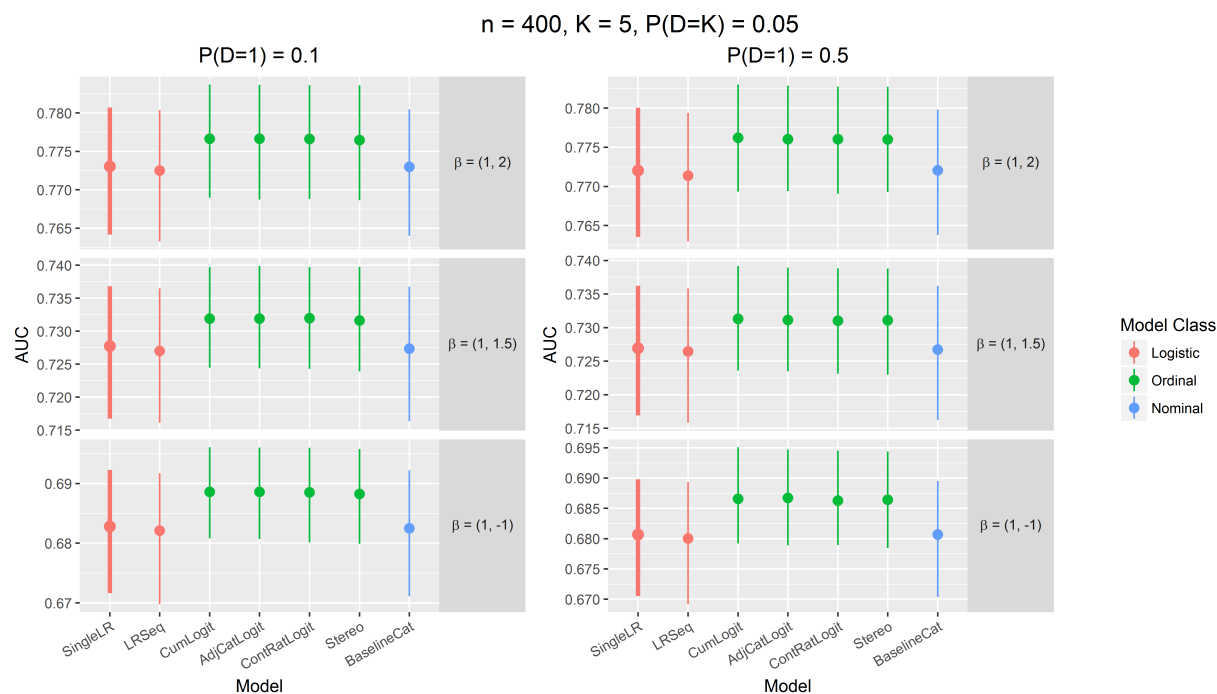 n = 400, K = 5, P(D=K) = 0.05
P(D=1) = 0.1
AUC
0.780
0.775
0.770
0.765
β = (1, 2)
0.740
0.735
0.730
0.725
0.720
0.715
β = (1, 1.5)
0.69
0.68
0.67
β = (1, -1)
SingleLR
LRSeq
CumLogit
AdjCatLogit
ContRatLogit
Stereo
BaselineCat
Model
P(D=1) = 0.5
AUC
0.780
0.775
0.770
0.765
β = (1, 2)
0.740
0.735
0.730
0.725
0.720
0.715
β = (1, 1.5)
0.695
0.690
0.685
0.680
0.675
0.670
β = (1, -1)
SingleLR
LRSeq
CumLogit
AdjCatLogit
ContRatLogit
Stereo
BaselineCat
Model
Model Class
Logistic
Ordinal
Nominal